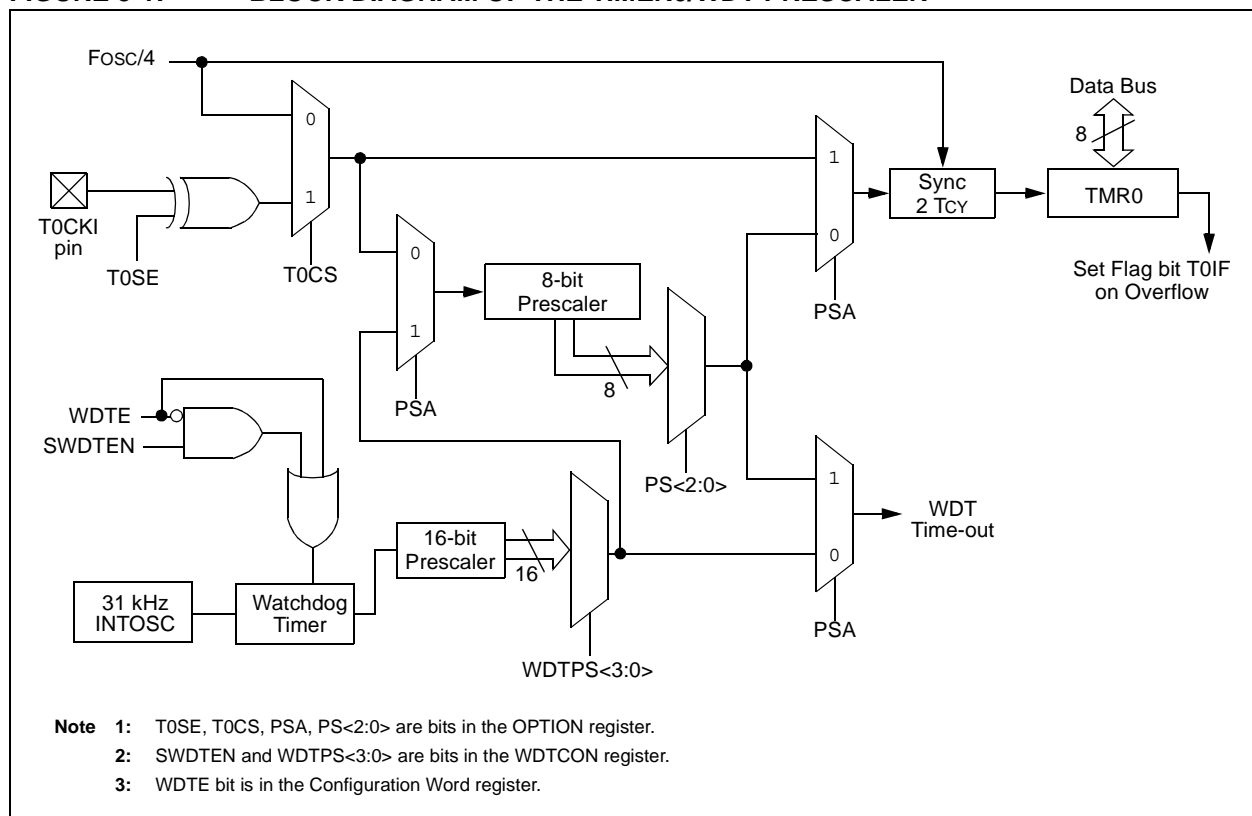 FOSC/4
Data Bus
8
0
1
T0CKI
pin
T0SE
T0CS
0
1
PSA
8-bit
Prescaler
8
PS<2:0>
1
0
PSA
Sync
2 TCY
TMR0
Set Flag bit T0IF
on Overflow
WDTE
SWDTEN
31 kHz
INTOSC
Watchdog
Timer
16-bit
Prescaler
16
WDTPS<3:0>
1
0
PSA
WDT
Time-out
Note 1: T0SE, T0CS, PSA, PS<2:0> are bits in the OPTION register.
2: SWDTEN and WDTPS<3:0> are bits in the WDTCON register.
3: WDTE bit is in the Configuration Word register.